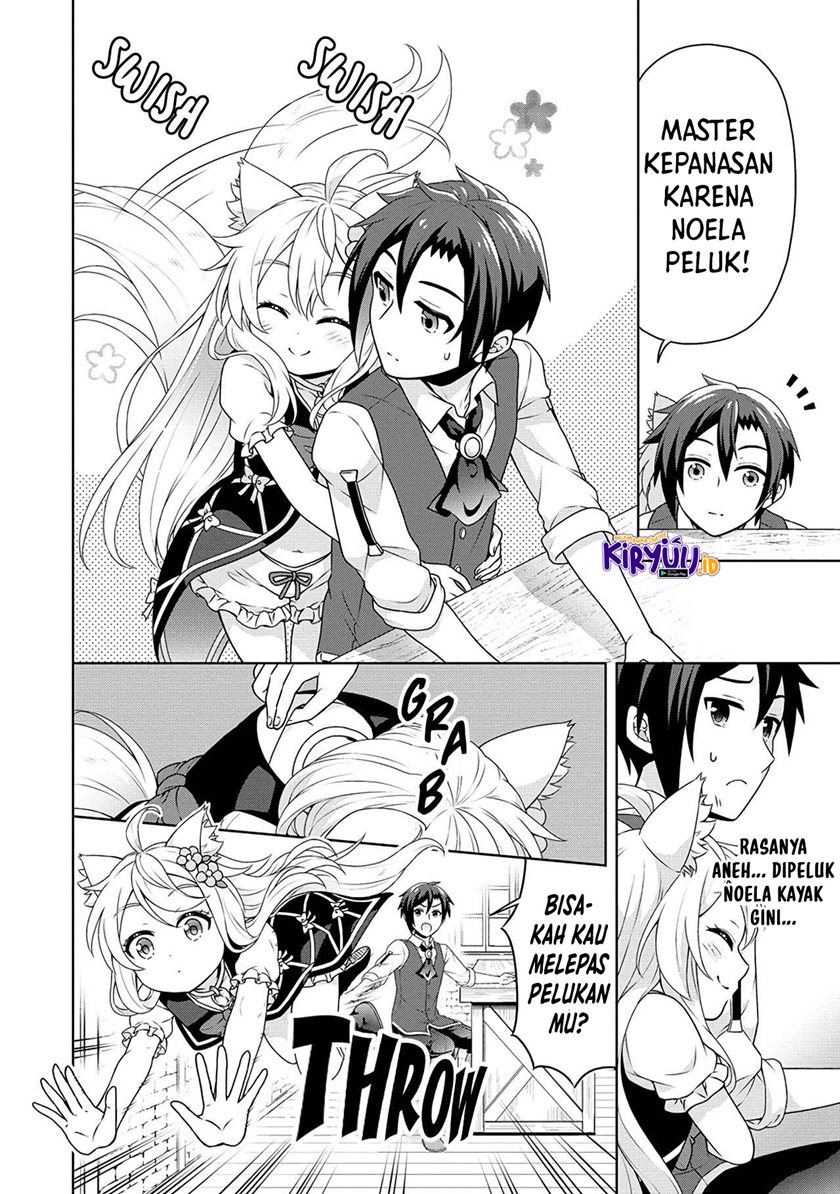 MASTER
KEPANASAN
KARENA
NOELA
PELUK!
SWISH
SWISH
KIRYUU.ID
RASANYA
ANEH... DIPELUK
NOELA KAYAK
GINI...
GRAB
BISA-
KAH KAU
MELEPAS
PELUKAN
MU?
THROW